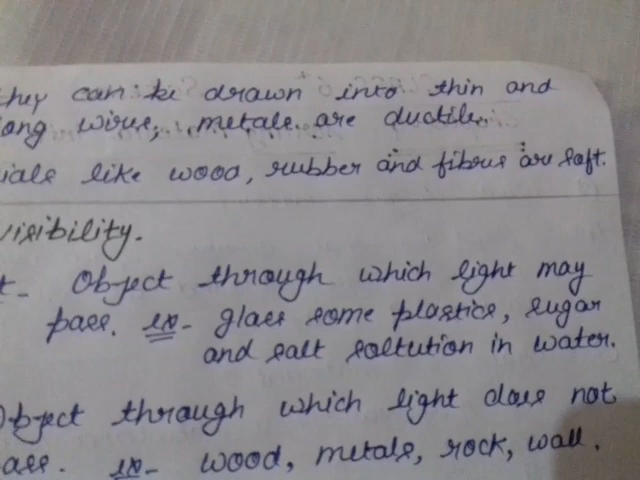 they can be drawn into thin and
long wires, metals are ductile.
ials like wood, rubber and fibrus are soft.
visibility.
t- Object through which light may
pass. ex- glass some plastics, sugar
and salt soltution in water.
Object through which light does not
ass. ex- wood, metals, rock, wall.